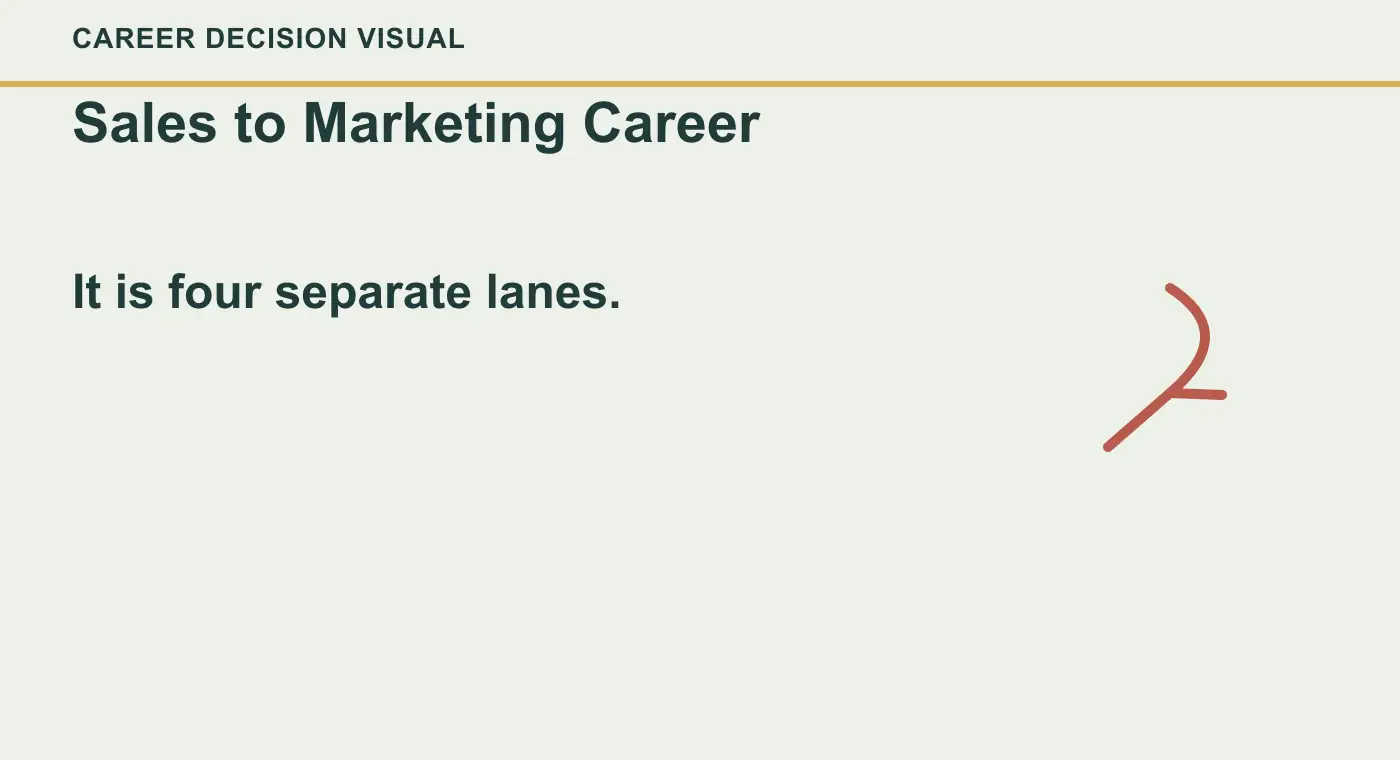 CAREER DECISION VISUAL
Sales to Marketing Career
It is four separate lanes.